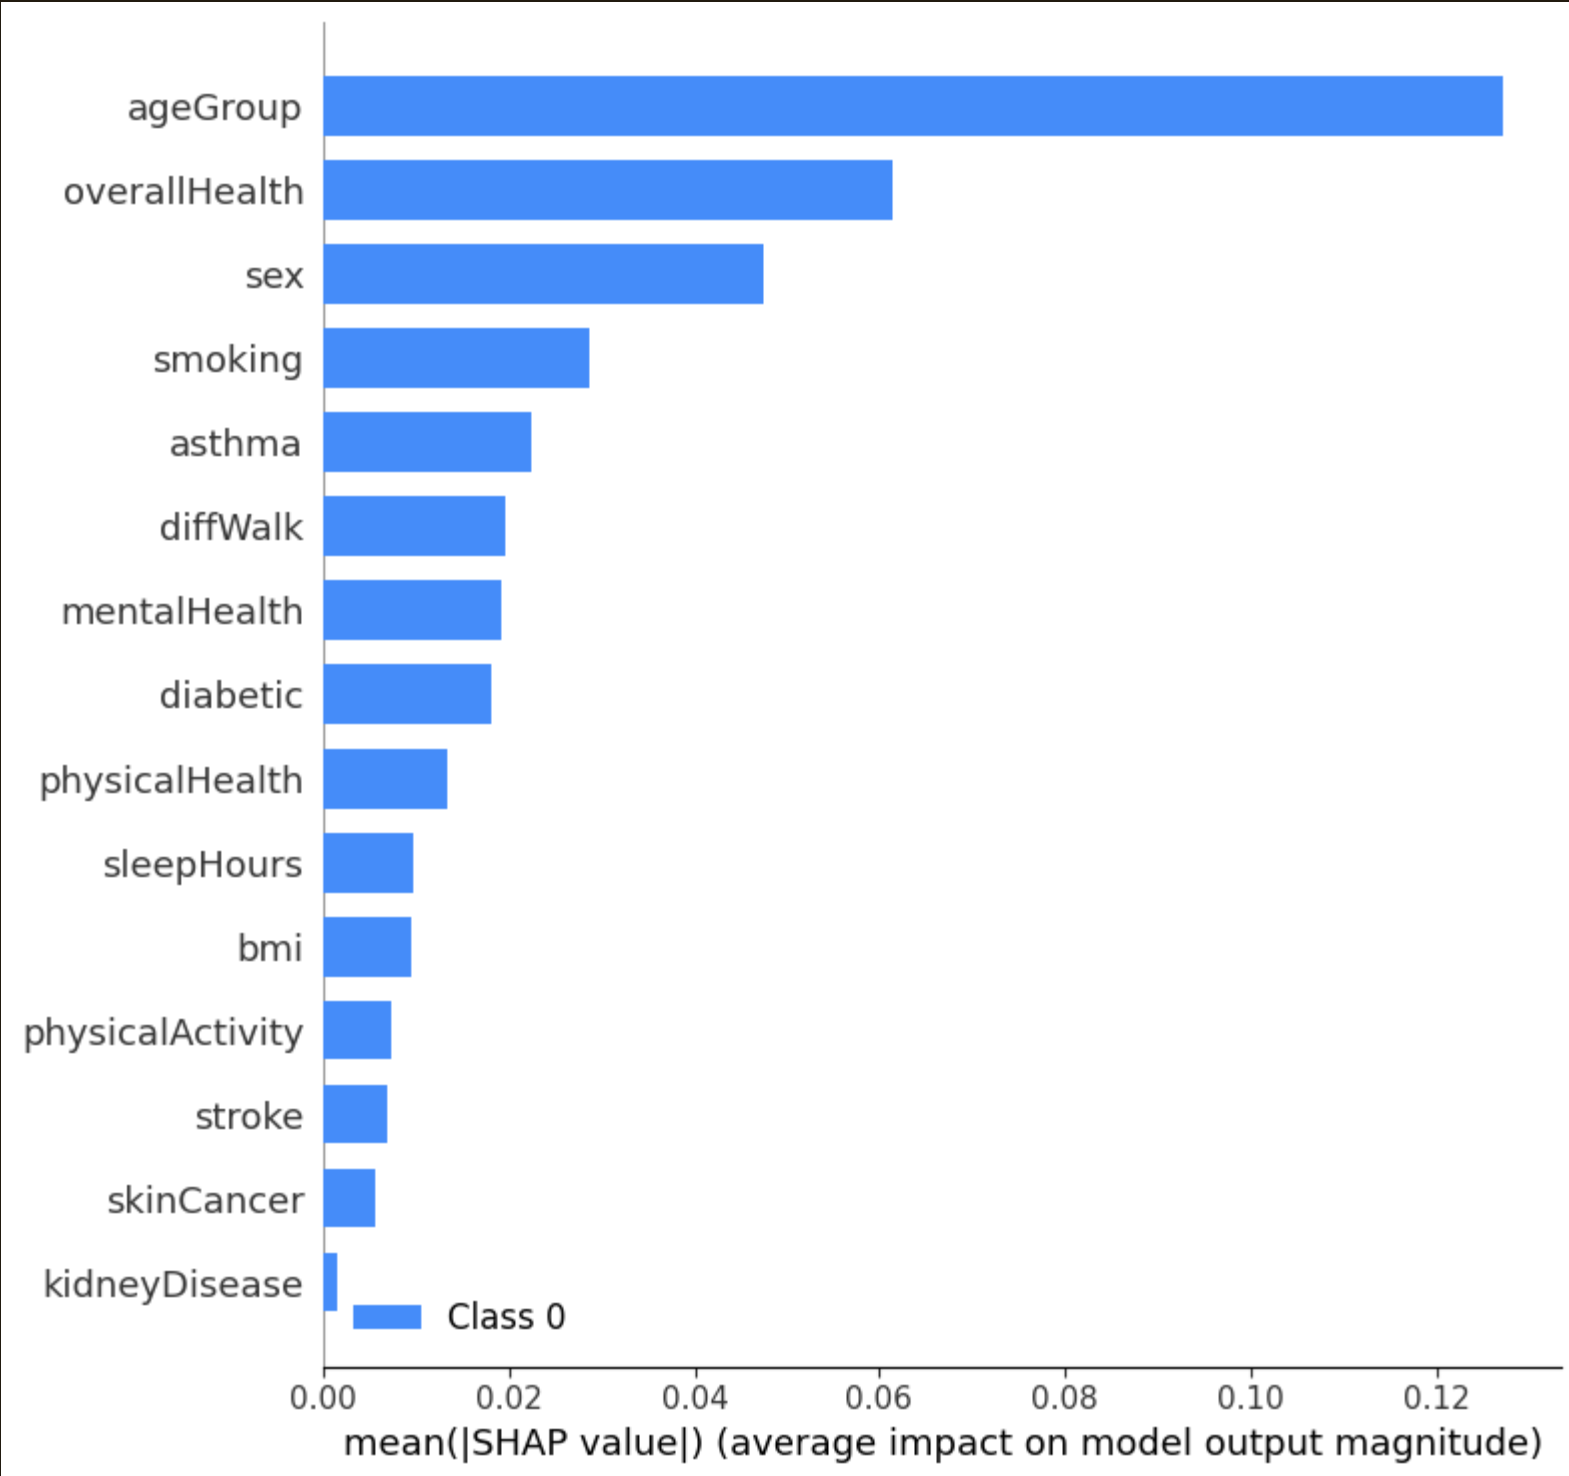 ageGroup
overallHealth
sex
smoking
asthma
diffWalk
mentalHealth
diabetic
physicalHealth
sleepHours
bmi
physicalActivity
stroke
skinCancer
kidneyDisease
Class 0
0.00 0.02 0.04 0.06 0.08 0.10 0.12
mean(|SHAP value|) (average impact on model output magnitude)